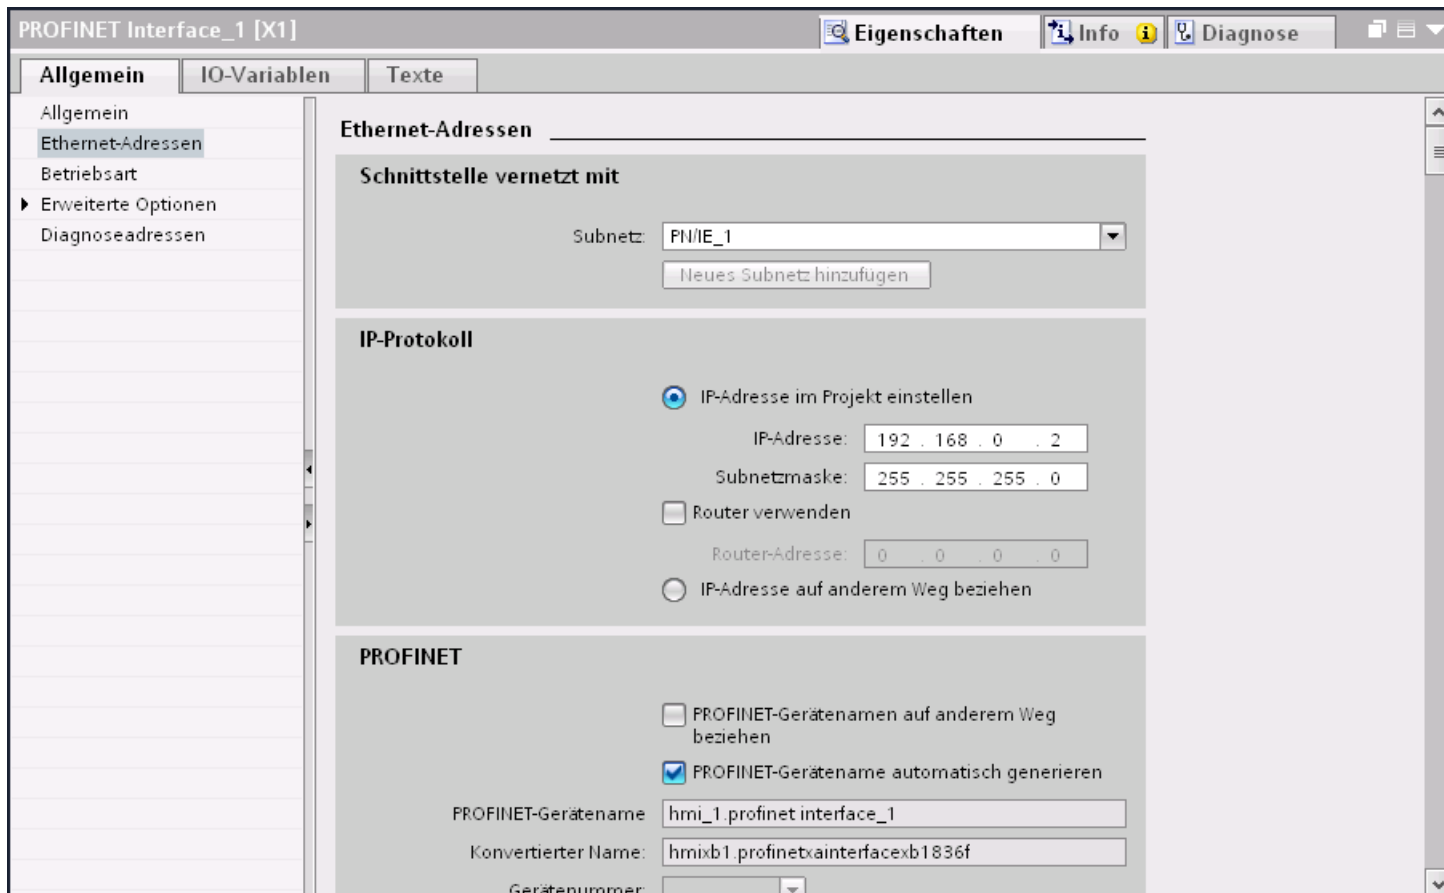 PROFINET Interface_1 [X1]
Eigenschaften
Info
Diagnose
Allgemein
IO-Variablen
Texte
Allgemein
Ethernet-Adressen
Betriebsart
Erweiterte Optionen
Diagnoseadressen
Ethernet-Adressen
Schnittstelle vernetzt mit
Subnetz: PN/IE_1
Neues Subnetz hinzufügen
IP-Protokoll
IP-Adresse im Projekt einstellen
IP-Adresse: 192 . 168 . 0 . 2
Subnetzmaske: 255 . 255 . 255 . 0
Router verwenden
Router-Adresse: 0 . 0 . 0 . 0
IP-Adresse auf anderem Weg beziehen
PROFINET
PROFINET-Gerätenamen auf anderem Weg
beziehen
PROFINET-Gerätename automatisch generieren
PROFINET-Gerätename hmi_1.profinet interface_1
Konvertierter Name: hmixb1.profinetxainterfacexb1836f
Gerätenummer: